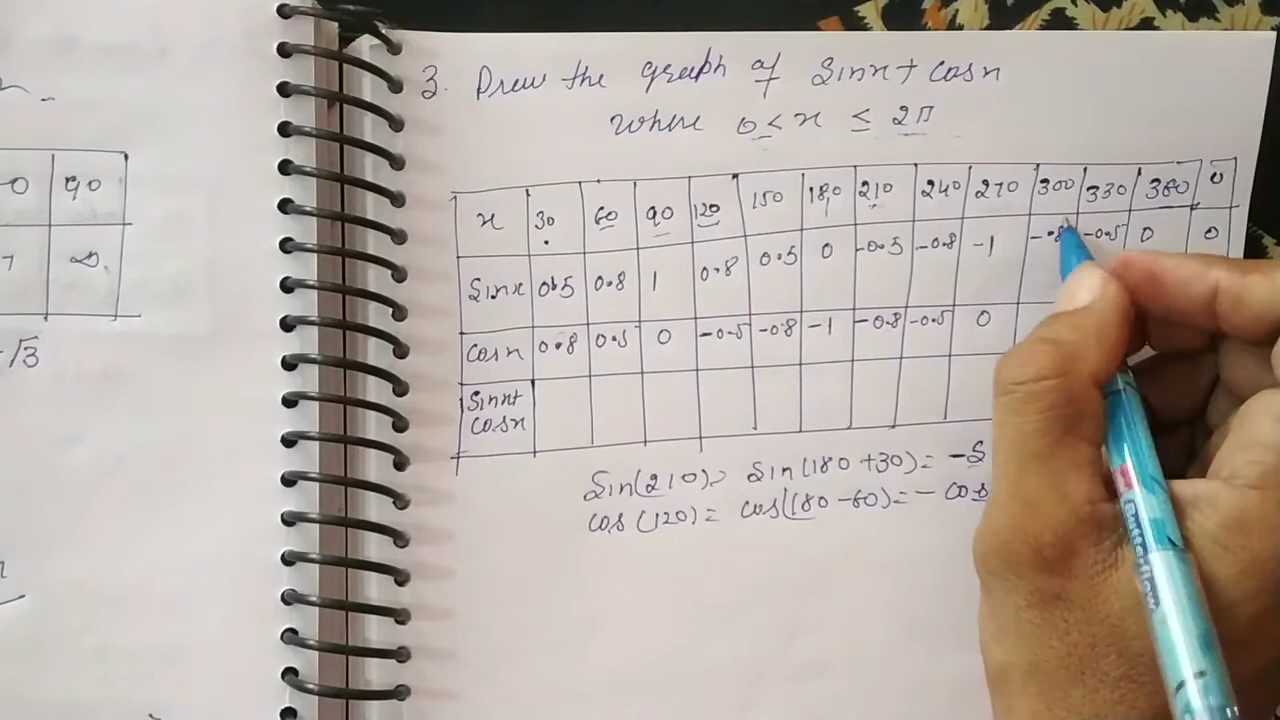 3. Draw the graph of Sinx + cosx
where 0 ≤ x ≤ 2π
0 90
∞
√3
x 30 60 90 120 150 180 210 240 270 300 330 360 0
Sinx 0.5 0.8 1 0.8 0.5 0 -0.5 -0.8 -1 -0.8 -0.5 0 0
cosx 0.8 0.5 0 -0.5 -0.8 -1 -0.8 -0.5 0
Sinx+
cosx
Sin(210)= Sin(180+30)= -S
cos(120)= cos(180-60)= - cos
Butterflow